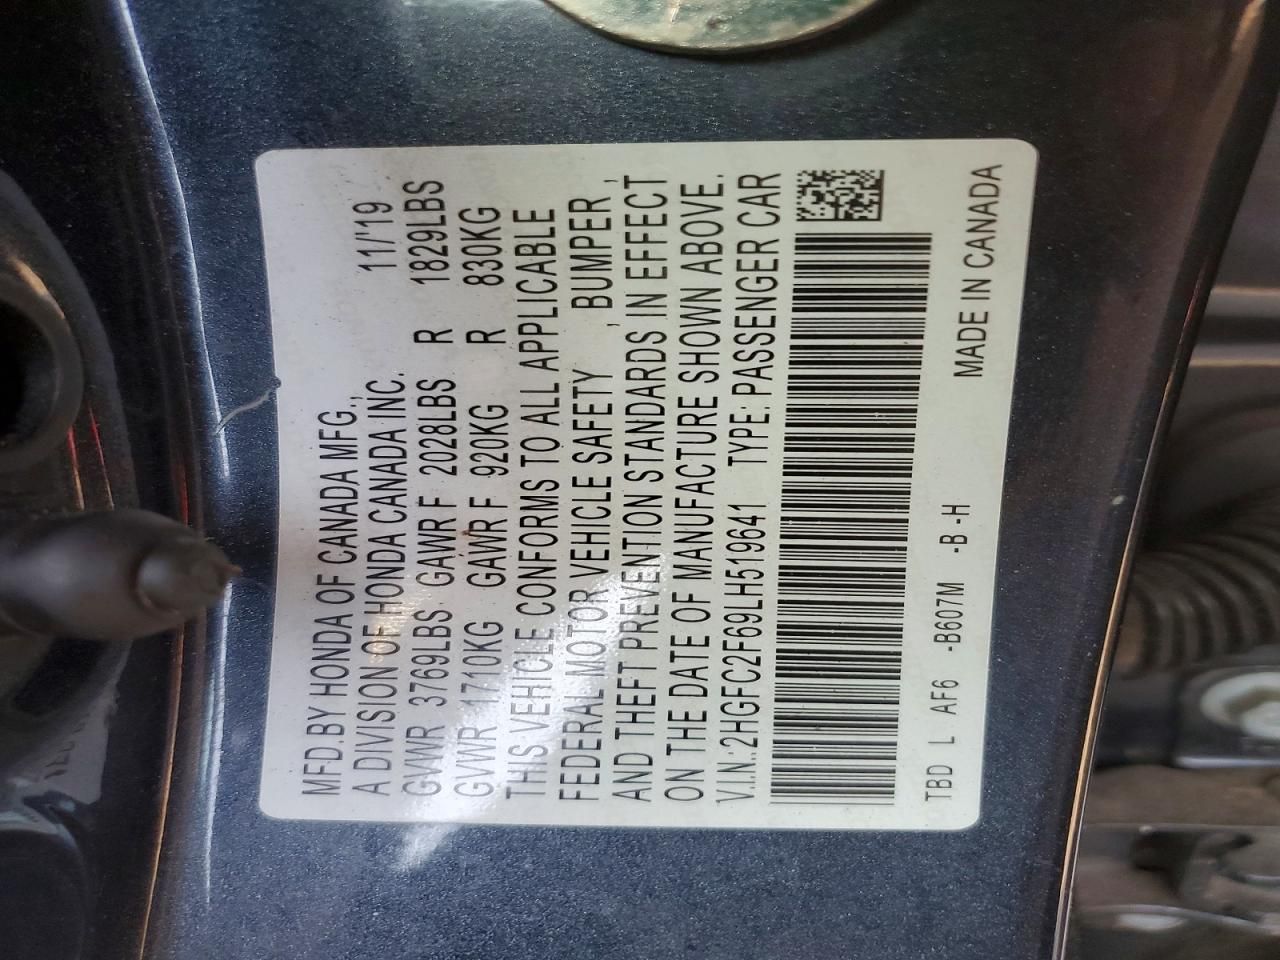 MFD.BY HONDA OF CANADA MFG.,
A DIVISION OF HONDA CANADA INC. 11/'19
GVWR 3769LBS GAWR F 2028LBS R 1829LBS
GVWR 1710KG GAWR F 920KG R 830KG
THIS VEHICLE CONFORMS TO ALL APPLICABLE
FEDERAL MOTOR VEHICLE SAFETY , BUMPER ,
AND THEFT PREVENTION STANDARDS IN EFFECT
ON THE DATE OF MANUFACTURE SHOWN ABOVE.
V.I.N.:2HGFC2F69LH519641 TYPE: PASSENGER CAR
TBD L AF6 -B607M -B -H MADE IN CANADA